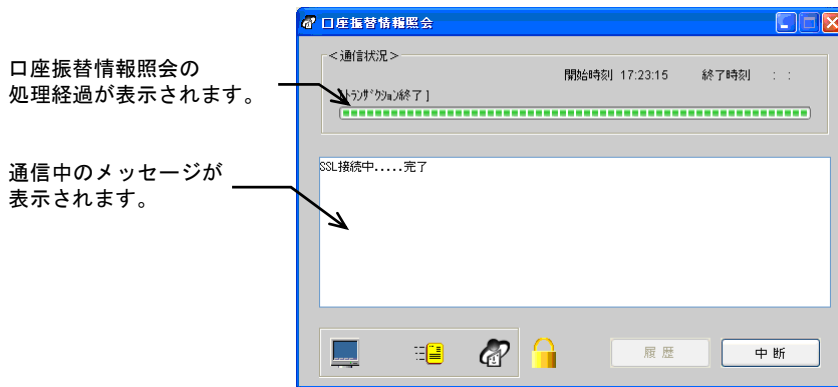 口座振替情報照会
＜通信状況＞
口座振替情報照会の
処理経過が表示されます。
開始時刻 17:23:15 終了時刻 : :
ﾄﾗﾝｻﾞｸｼｮﾝ終了 ]
通信中のメッセージが
表示されます。
SSL接続中.....完了
履 歴
中 断